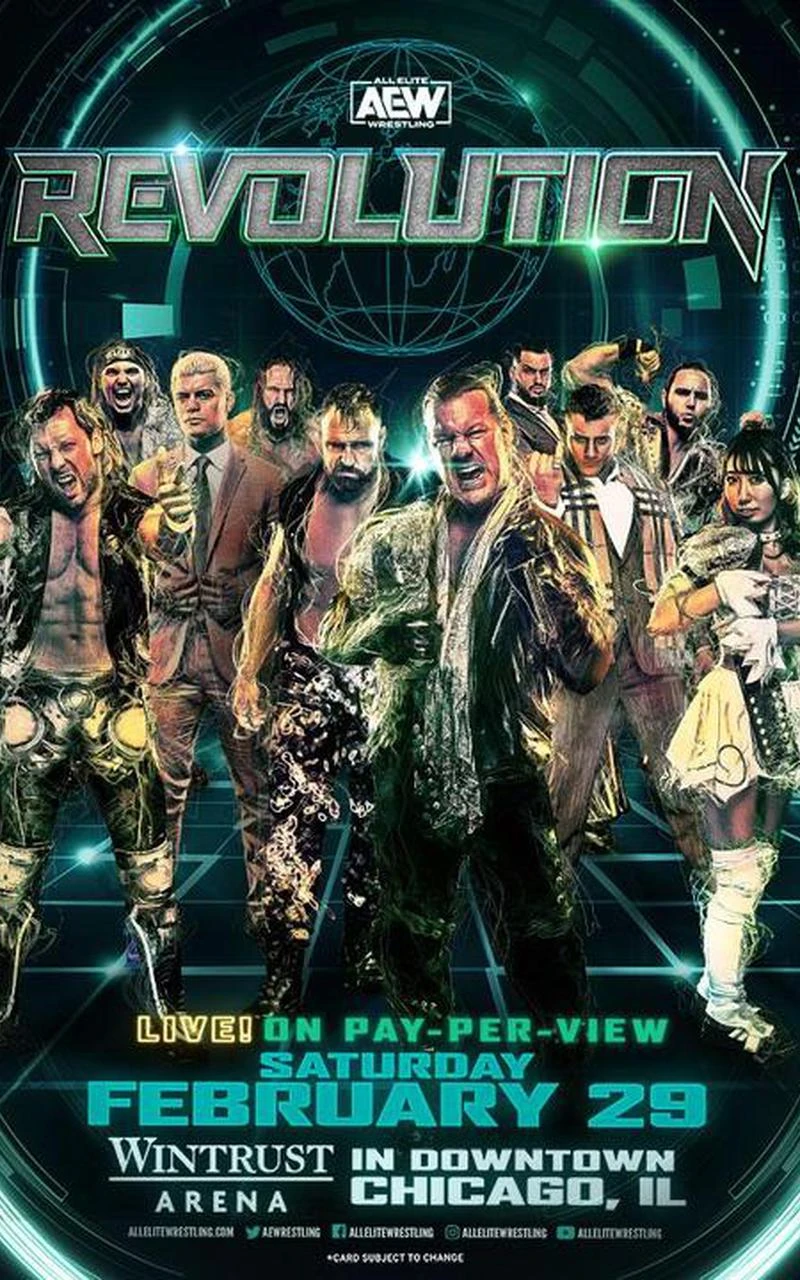 ALL ELITE
AEW
WRESTLING
REVOLUTION
LIVE! ON PAY-PER-VIEW
SATURDAY
FEBRUARY 29
WINTRUST
ARENA
IN DOWNTOWN
CHICAGO, IL
ALLELITEWRESTLING.COM AEWRESTLING ALLELITEWRESTLING ALLELITEWRESTLING ALLELITEWRESTLING
*CARD SUBJECT TO CHANGE